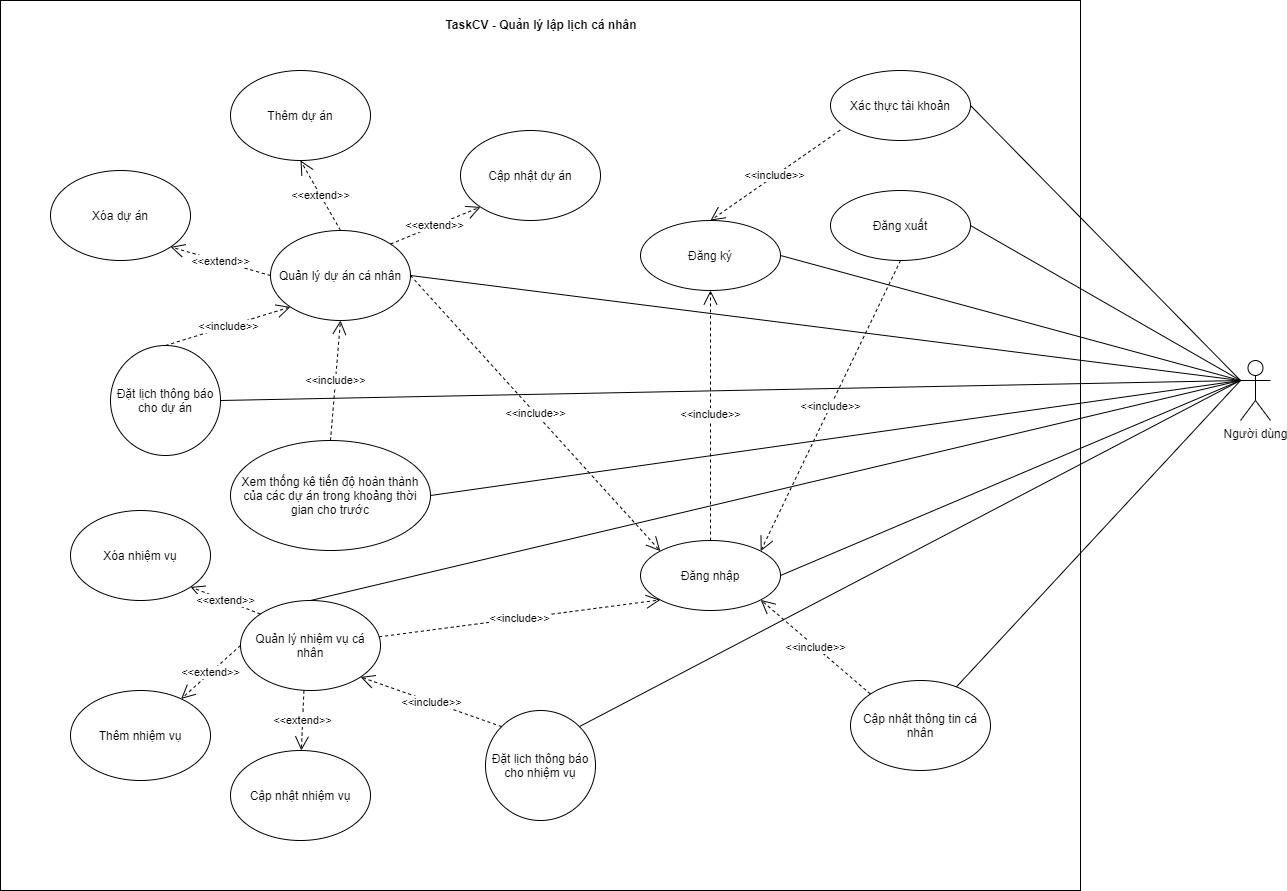 TaskCV - Quản lý lập lịch cá nhân
Thêm dự án
Xác thực tài khoản
Cập nhật dự án
<<include>>
<<extend>>
Xóa dự án
<<extend>>
Đăng xuất
Đăng ký
<<extend>>
Quản lý dự án cá nhân
<<include>>
<<include>>
Đặt lịch thông báo
cho dự án
<<include>>
<<include>>
<<include>>
Người dùng
Xem thống kê tiến độ hoàn thành
của các dự án trong khoảng thời
gian cho trước
Xóa nhiệm vụ
Đăng nhập
<<extend>>
<<include>>
Quản lý nhiệm vụ cá
nhân
<<include>>
<<extend>>
<<include>>
<<extend>>
Thêm nhiệm vụ
Cập nhật thông tin cá
nhân
Đặt lịch thông báo
cho nhiệm vụ
Cập nhật nhiệm vụ